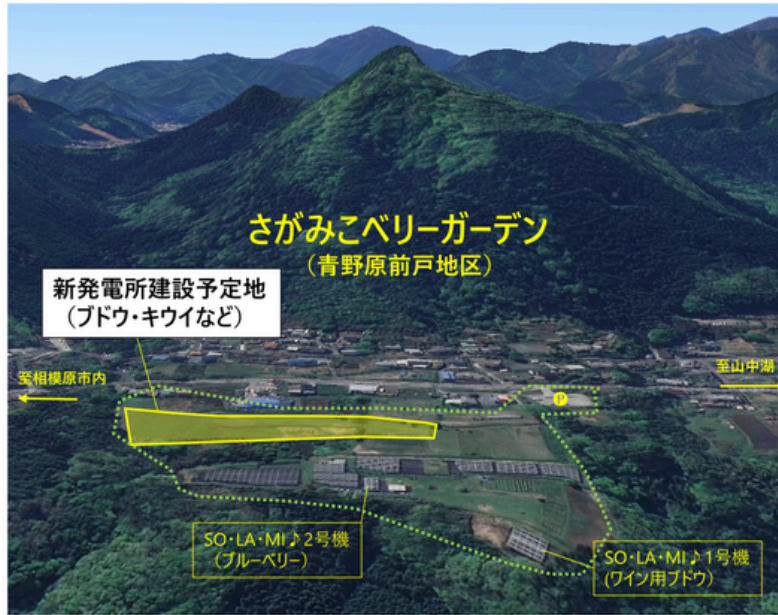 さがみこベリーガーデン
（青野原前戸地区）
新発電所建設予定地
（ブドウ・キウイなど）
至相模原市内
至山中湖
P
SO・LA・MI♪2号機
（ブルーベリー）
SO・LA・MI♪1号機
(ワイン用ブドウ)